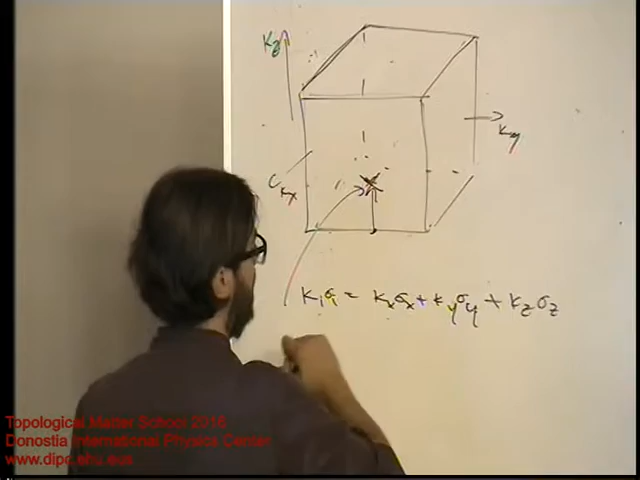 kz
ky
kx
kiσi = kxσx + kyσy + kzσz
Topological Matter School 2016
Donostia International Physics Center
www.dipc.ehu.eus